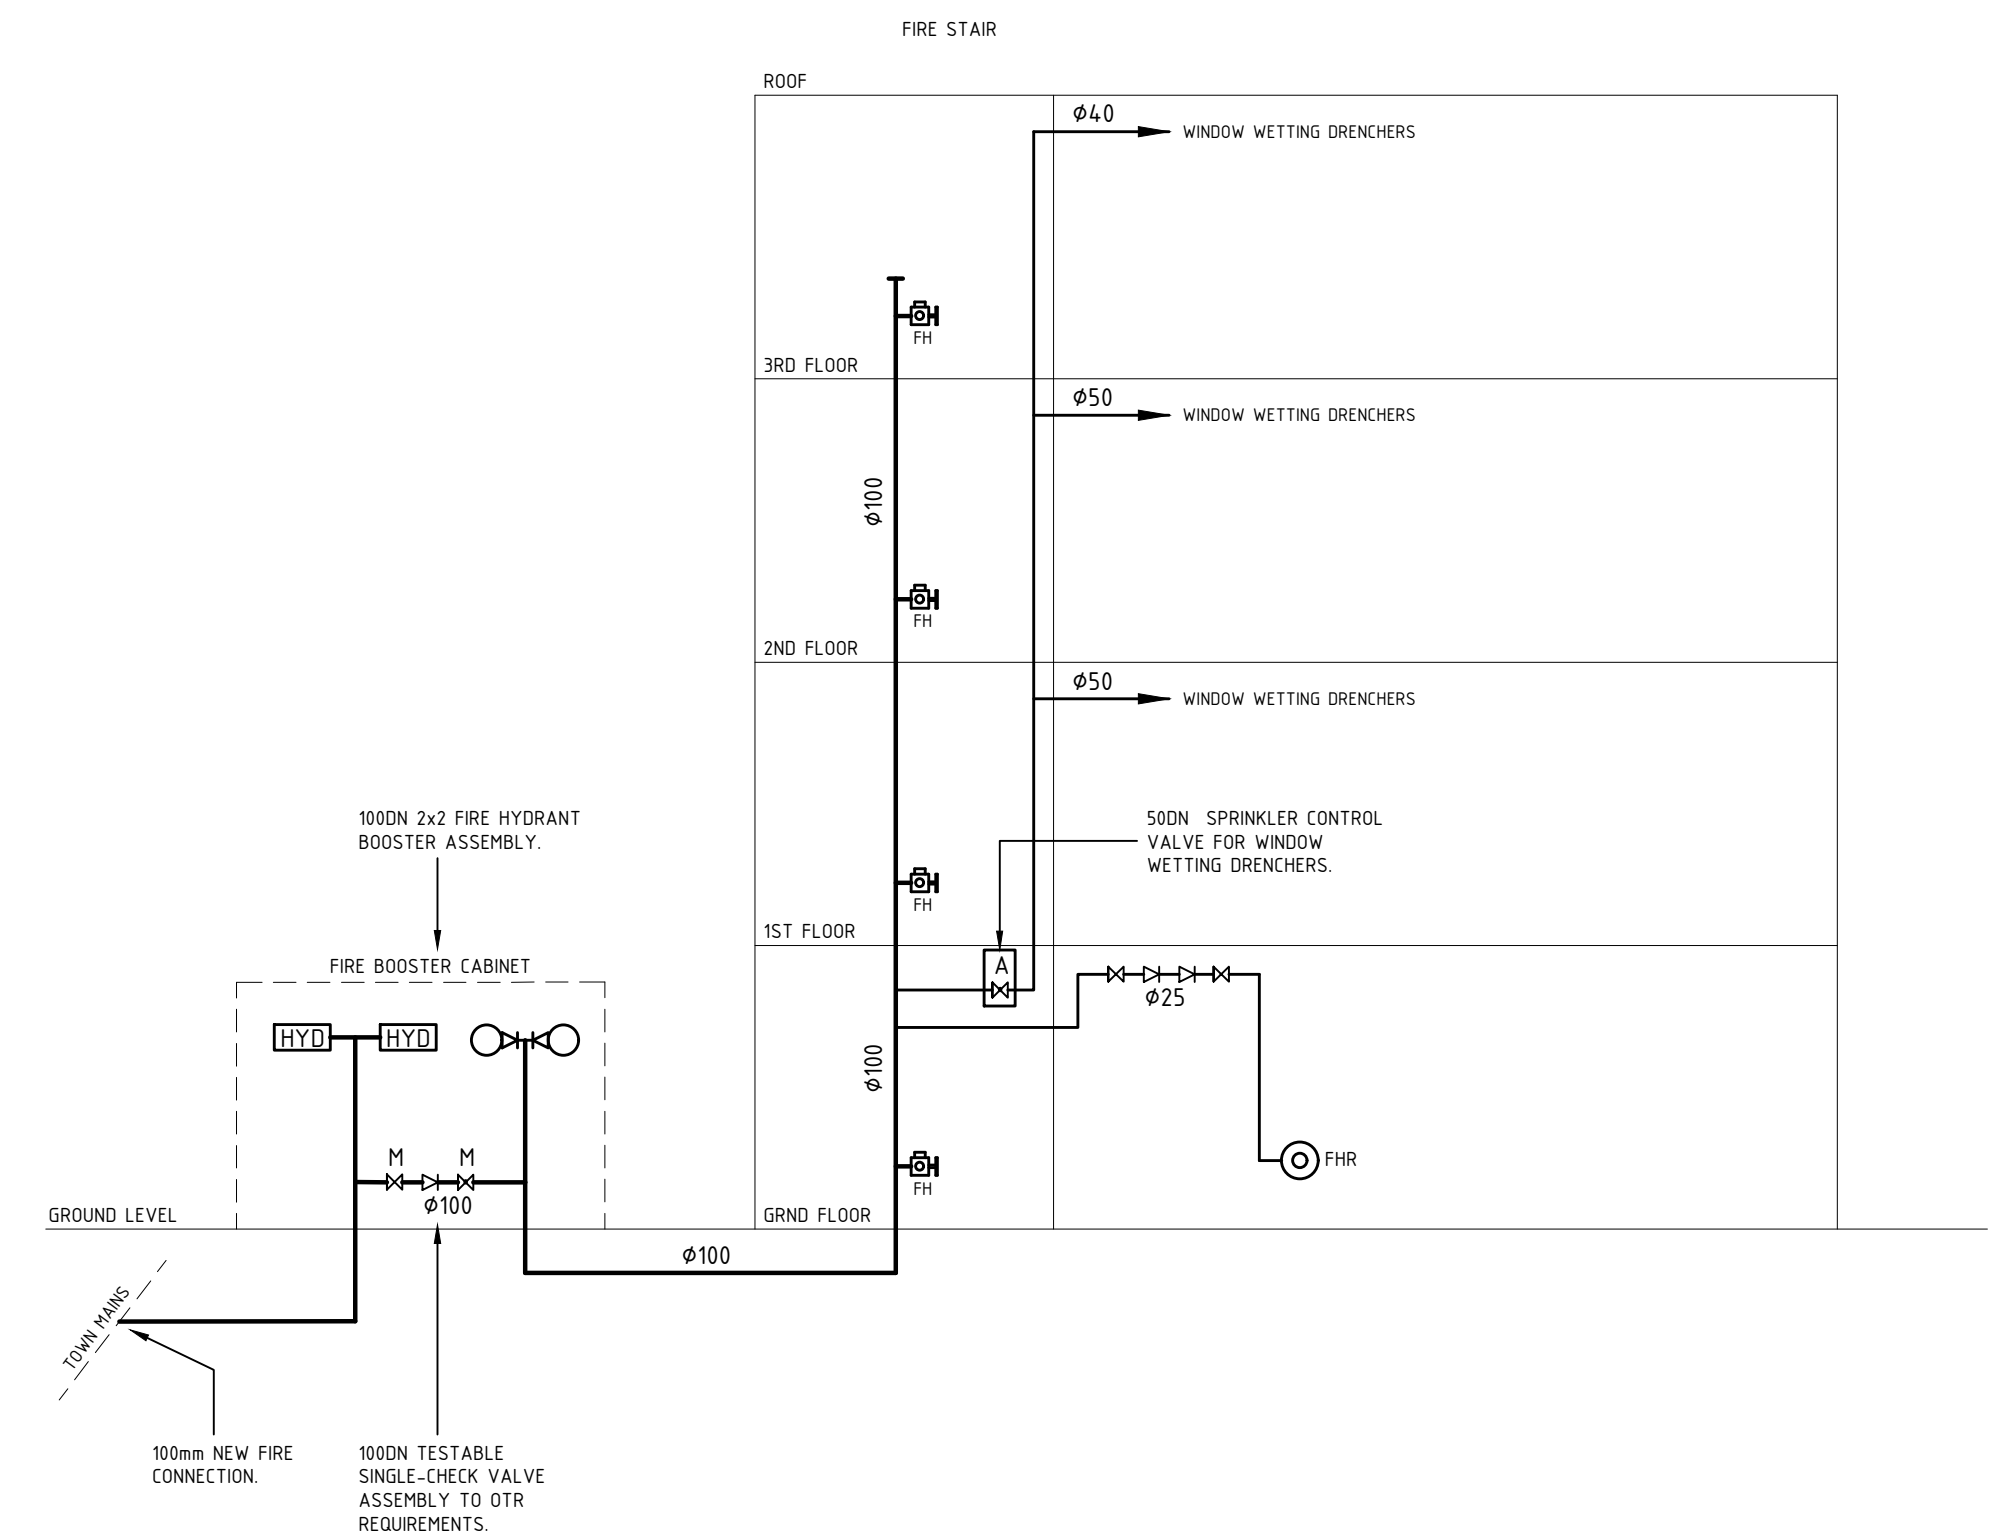 FIRE STAIR
ROOF
Ø40
WINDOW WETTING DRENCHERS
FH
3RD FLOOR
Ø50
WINDOW WETTING DRENCHERS
Ø100
FH
2ND FLOOR
Ø50
WINDOW WETTING DRENCHERS
100DN 2x2 FIRE HYDRANT
BOOSTER ASSEMBLY.
50DN SPRINKLER CONTROL
VALVE FOR WINDOW
WETTING DRENCHERS.
FH
1ST FLOOR
FIRE BOOSTER CABINET
A
Ø25
HYD
HYD
Ø100
M
M
Ø100
FH
FHR
GROUND LEVEL
GRND FLOOR
Ø100
TOWN MAINS
100mm NEW FIRE
CONNECTION.
100DN TESTABLE
SINGLE-CHECK VALVE
ASSEMBLY TO OTR
REQUIREMENTS.